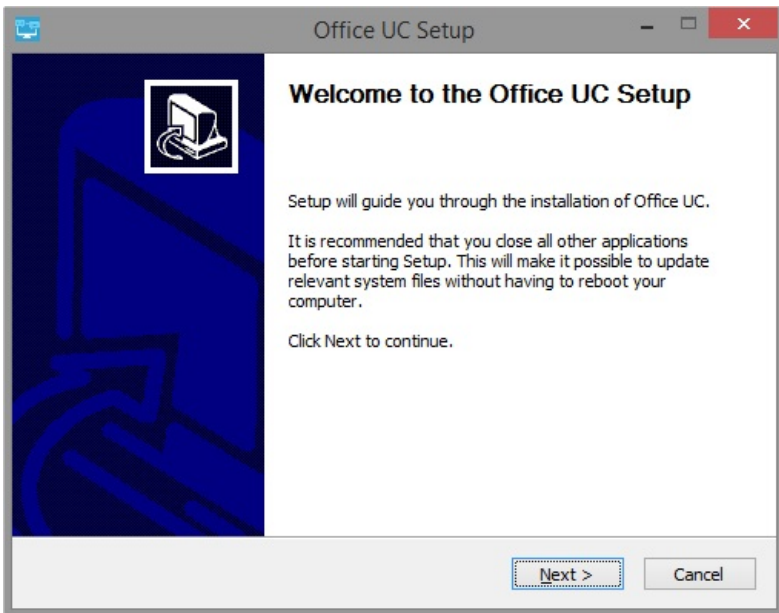 Office UC Setup
Welcome to the Office UC Setup
Setup will guide you through the installation of Office UC.
It is recommended that you close all other applications
before starting Setup. This will make it possible to update
relevant system files without having to reboot your
computer.
Click Next to continue.
Next >
Cancel